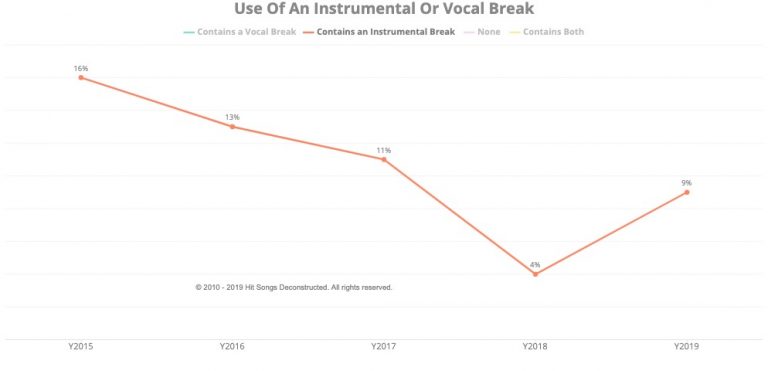 Use Of An Instrumental Or Vocal Break
Contains a Vocal Break Contains an Instrumental Break None Contains Both
16%
13%
11%
9%
4%
© 2010 - 2019 Hit Songs Deconstructed. All rights reserved.
Y2015 Y2016 Y2017 Y2018 Y2019